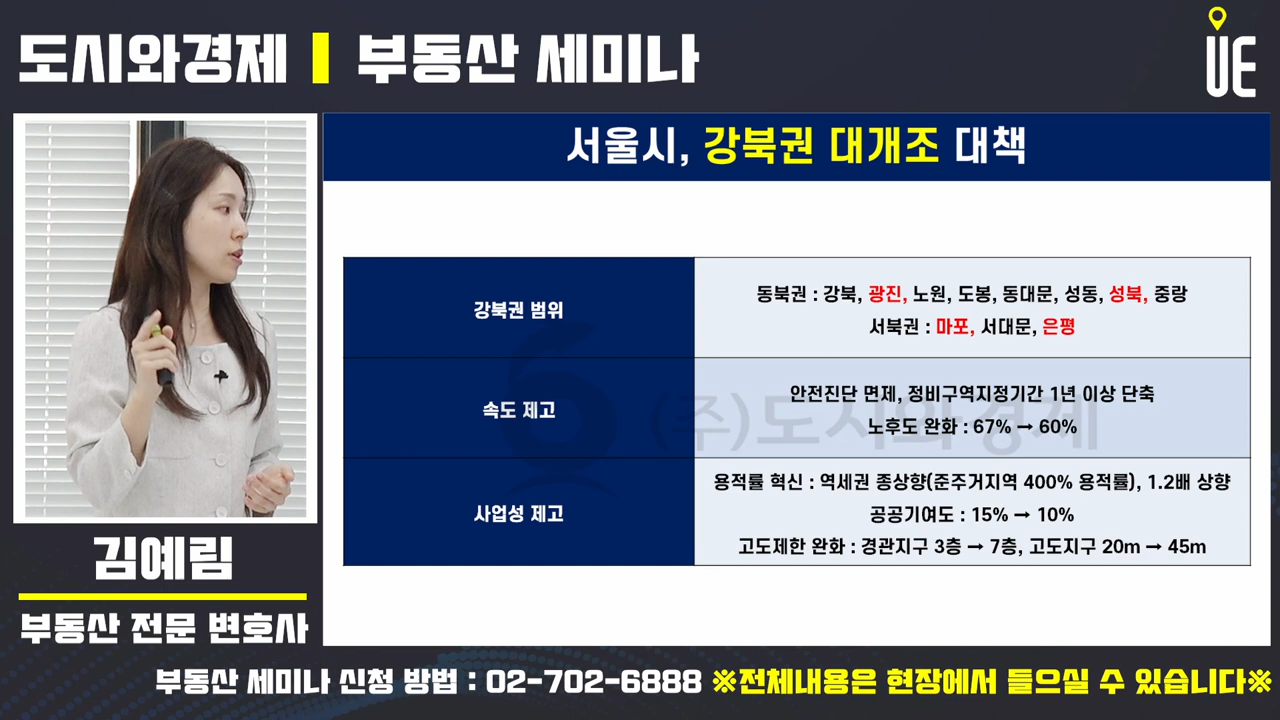 도시와경제 | 부동산 세미나
UE
서울시, 강북권 대개조 대책
강북권 범위
동북권 : 강북, 광진, 노원, 도봉, 동대문, 성동, 성북, 중랑
서북권 : 마포, 서대문, 은평
속도 제고
안전진단 면제, 정비구역지정기간 1년 이상 단축
노후도 완화 : 67% → 60%
사업성 제고
용적률 혁신 : 역세권 종상향(준주거지역 400% 용적률), 1.2배 상향
공공기여도 : 15% → 10%
고도제한 완화 : 경관지구 3층 → 7층, 고도지구 20m → 45m
(주)도시와경제
김예림
부동산 전문 변호사
부동산 세미나 신청 방법 : 02-702-6888 ※전체내용은 현장에서 들으실 수 있습니다※